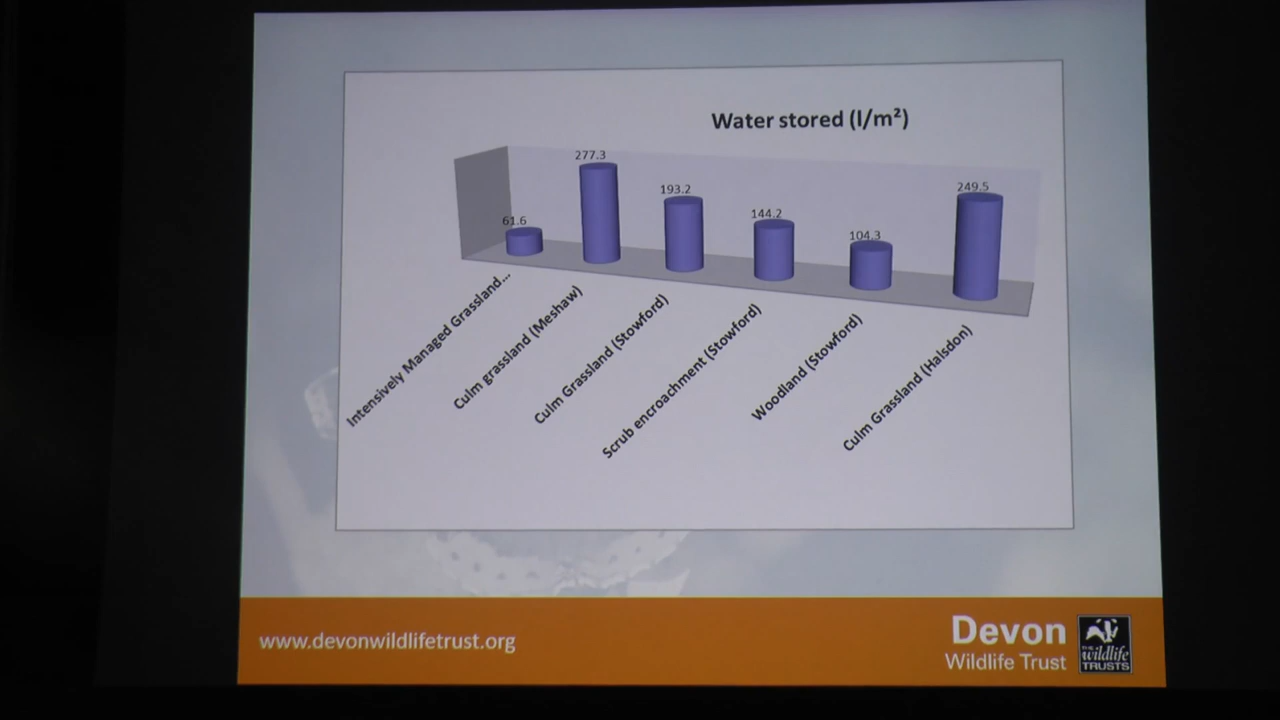 Water stored (l/m²)
61.6
277.3
193.2
144.2
104.3
249.5
Intensively Managed Grassland...
Culm grassland (Meshaw)
Culm Grassland (Stowford)
Scrub encroachment (Stowford)
Woodland (Stowford)
Culm Grassland (Halsdon)
www.devonwildlifetrust.org
Devon
Wildlife Trust
THE
wildlife
TRUSTS